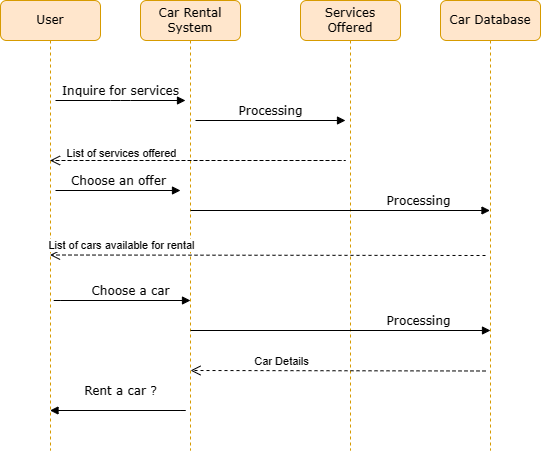 User
Car Rental
System
Services
Offered
Car Database
Inquire for services
Processing
List of services offered
Choose an offer
Processing
List of cars available for rental
Choose a car
Processing
Car Details
Rent a car ?